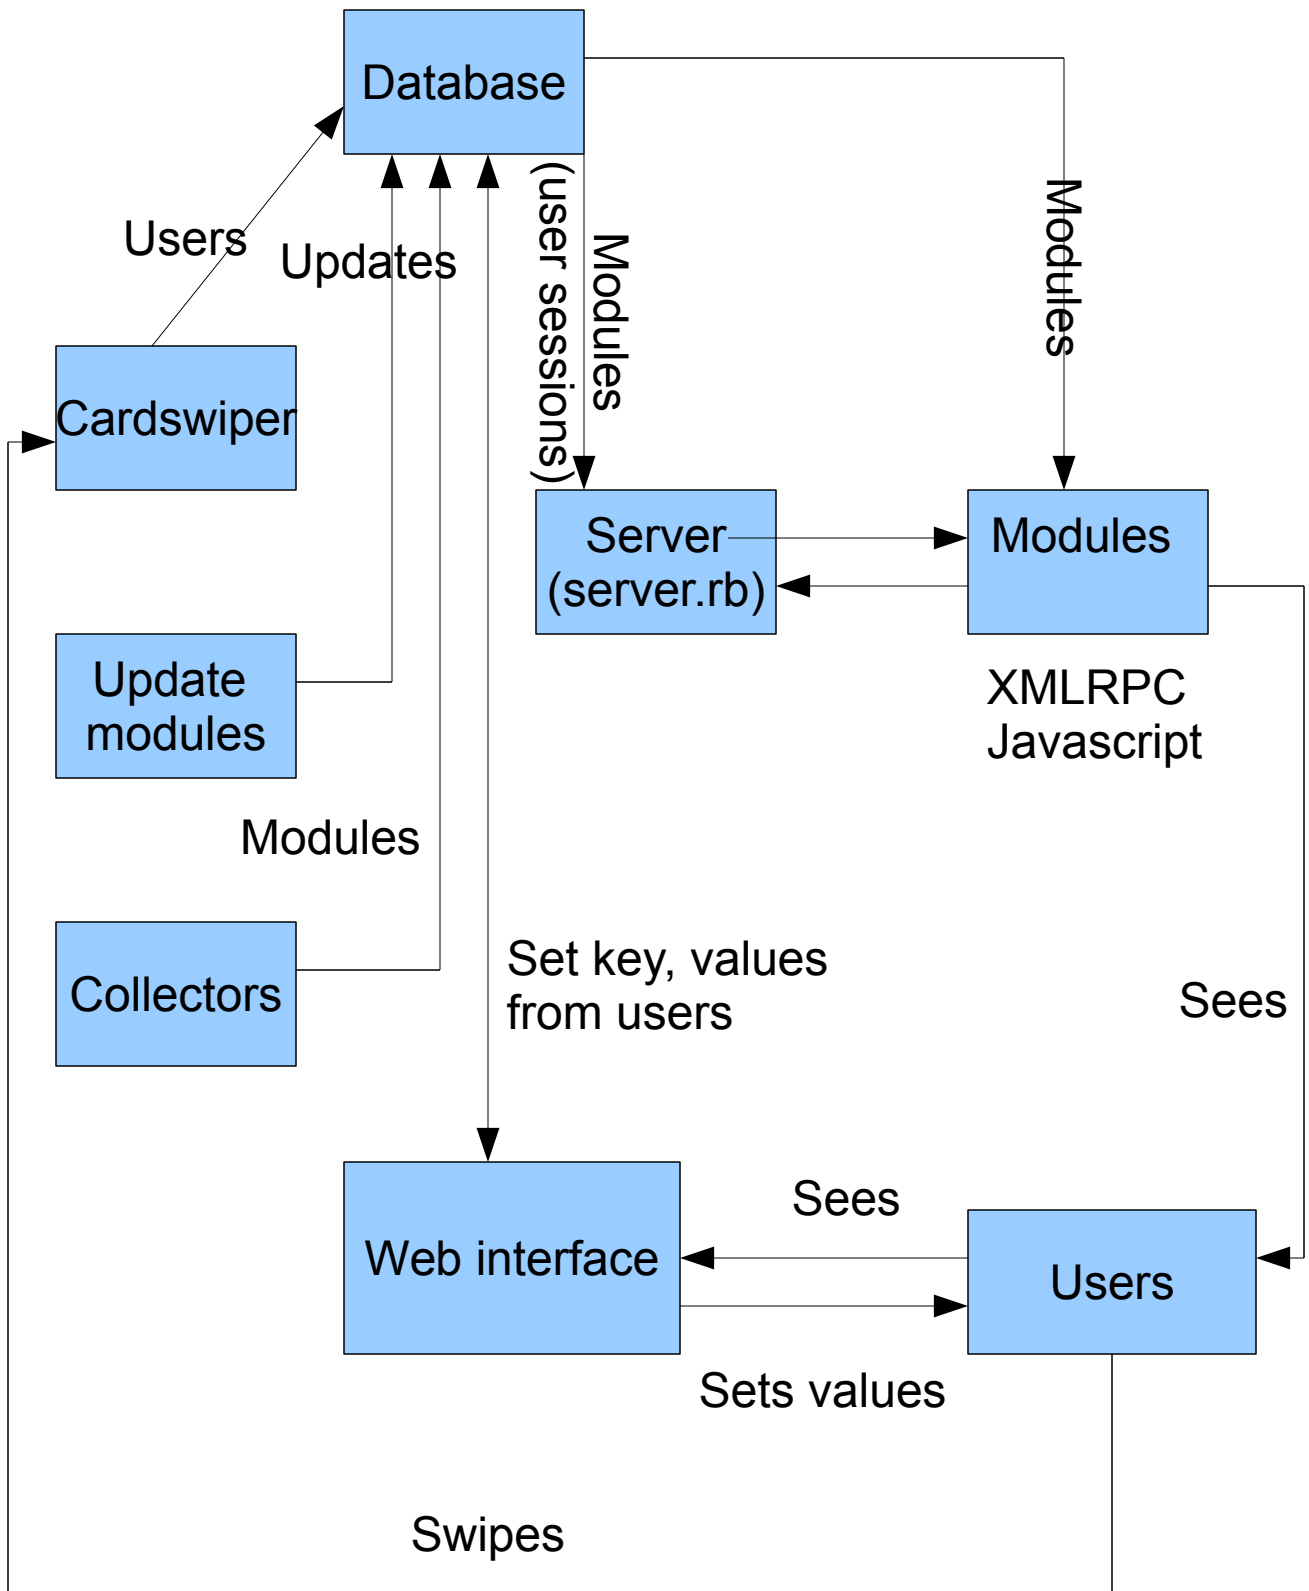 Database
Users
Updates
Modules
(user sessions)
Modules
Cardswiper
Server
(server.rb)
Modules
Update
modules
XMLRPC
Javascript
Modules
Collectors
Set key, values
from users
Sees
Sees
Web interface
Users
Sets values
Swipes